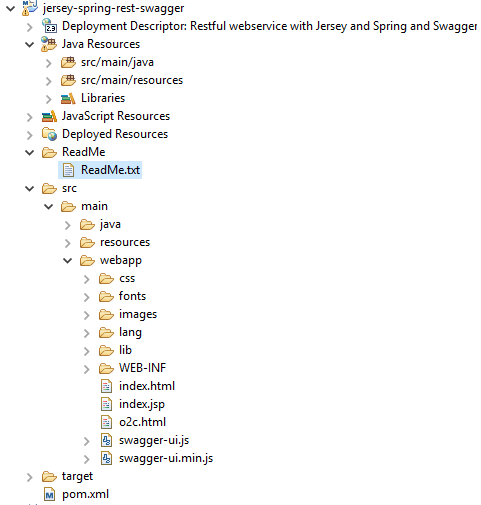 jersey-spring-rest-swagger
2.3 Deployment Descriptor: Restful webservice with Jersey and Spring and Swagger
Java Resources
src/main/java
src/main/resources
Libraries
JavaScript Resources
Deployed Resources
ReadMe
ReadMe.txt
src
main
java
resources
webapp
css
fonts
images
lang
lib
WEB-INF
index.html
index.jsp
o2c.html
swagger-ui.js
swagger-ui.min.js
target
pom.xml